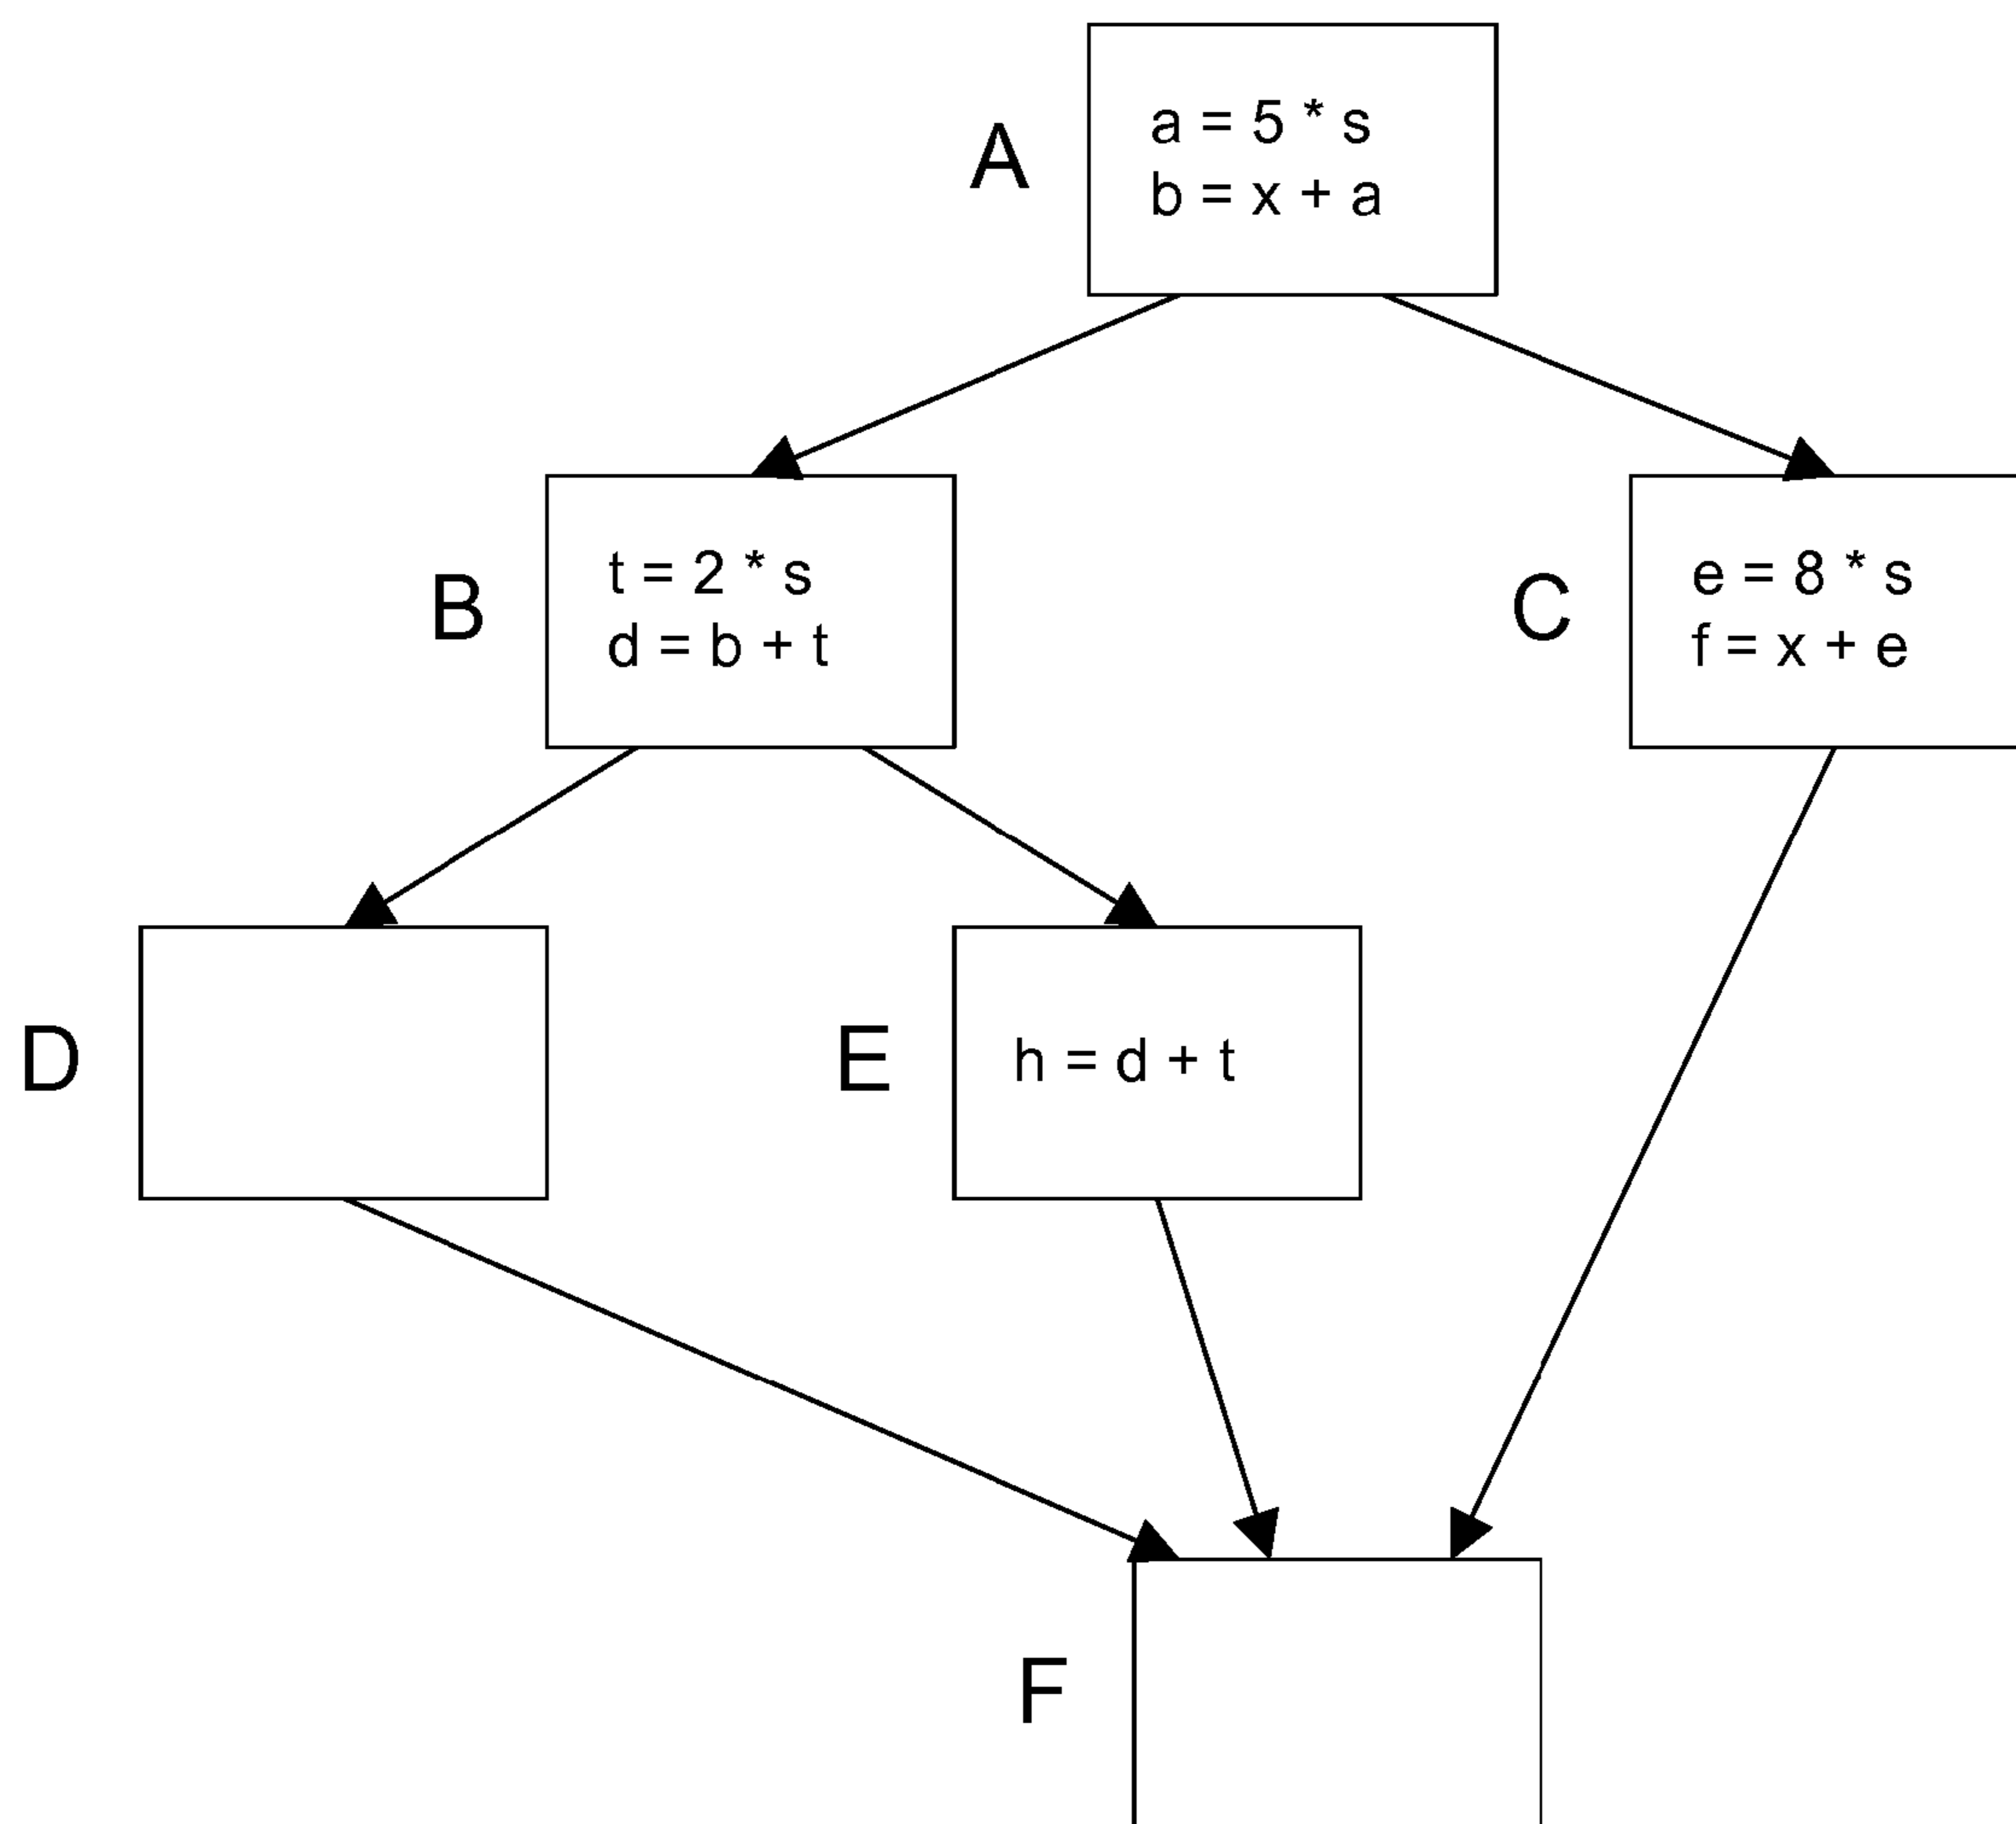 A
a = 5 * s
b = x + a
B
t = 2 * s
d = b + t
C
e = 8 * s
f = x + e
D
E
h = d + t
F